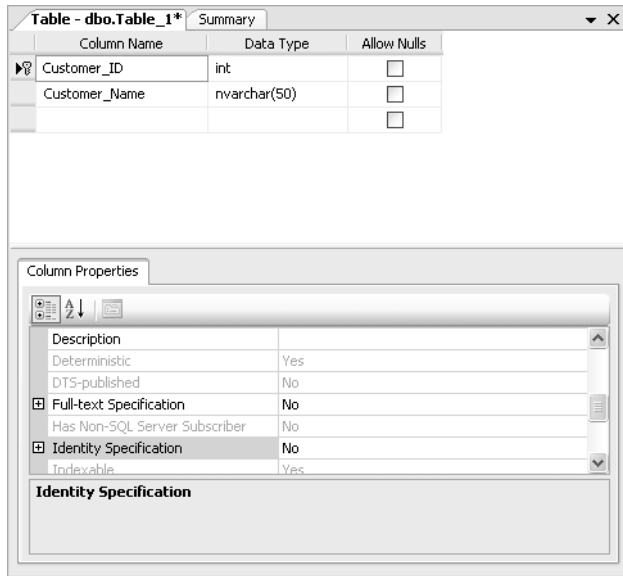 Table - dbo.Table_1* Summary
Column Name Data Type Allow Nulls
Customer_ID int
Customer_Name nvarchar(50)
Column Properties
A
Z
Description
Deterministic Yes
DTS-published No
Full-text Specification No
Has Non-SQL Server Subscriber No
Identity Specification No
Indexable Yes
Identity Specification